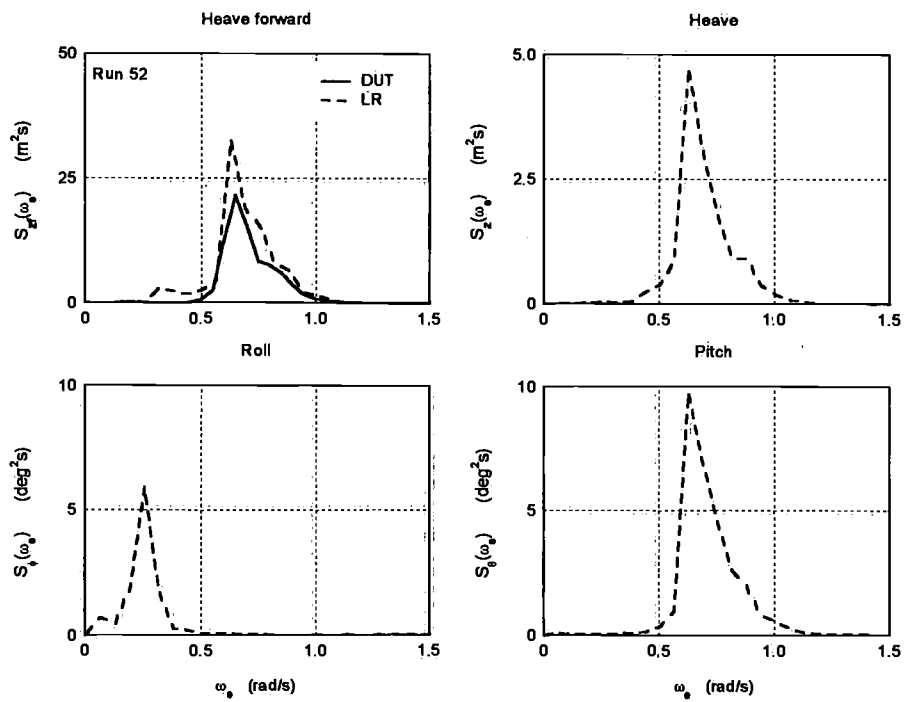 Heave forward
Heave
50
25
0
S_zf(ω_e) (m²s)
Run 52
DUT
LR
0 0.5 1.0 1.5
5.0
2.5
0
S_z(ω_e) (m²s)
0 0.5 1.0 1.5
Roll
Pitch
10
5
0
S_ϕ(ω_e) (deg²s)
0 0.5 1.0 1.5
ω_e (rad/s)
10
5
0
S_θ(ω_e) (deg²s)
0 0.5 1.0 1.5
ω_e (rad/s)